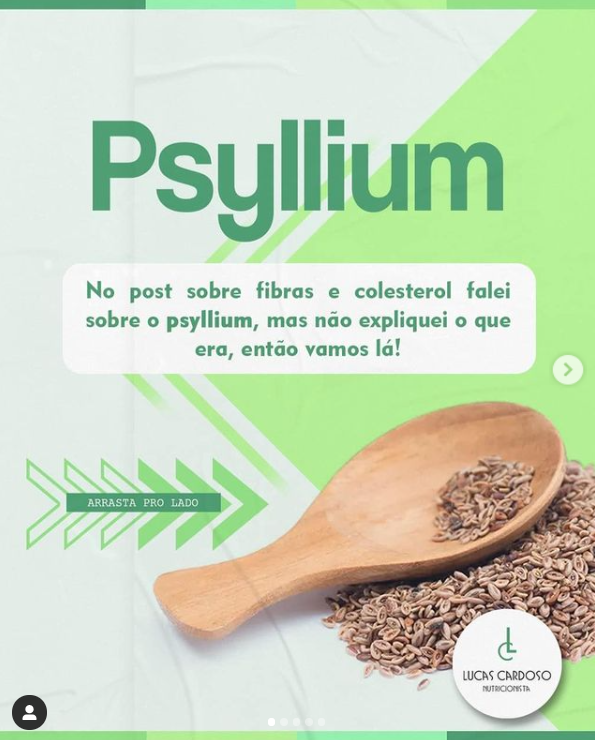 Psyllium
No post sobre fibras e colesterol falei
sobre o psyllium, mas não expliquei o que
era, então vamos lá!
ARRASTA PRO LADO
LUCAS CARDOSO
NUTRICIONISTA